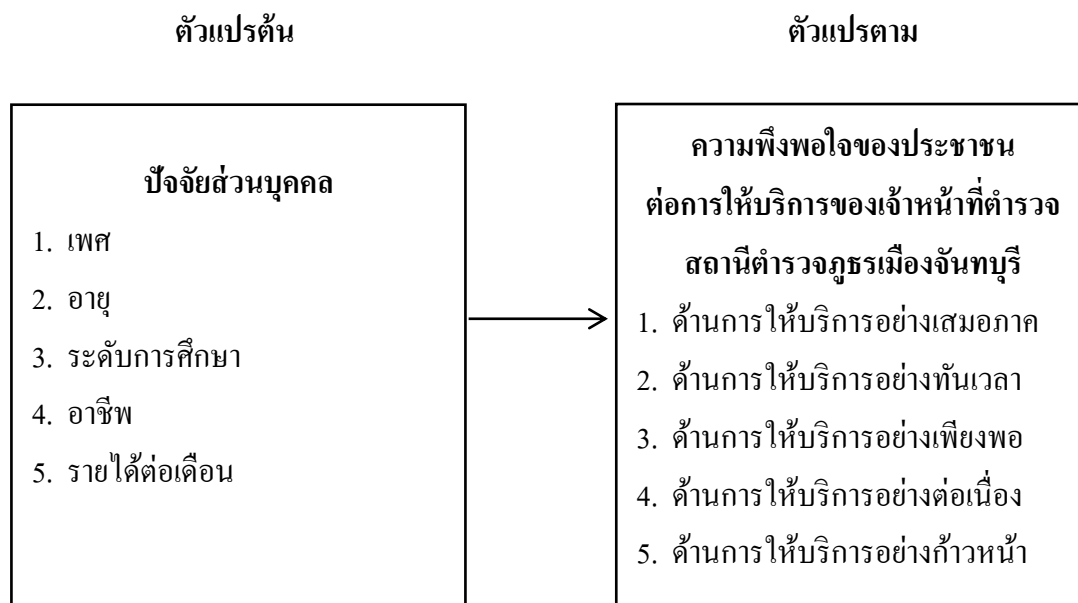 ตัวแปรต้น
ตัวแปรตาม
ปัจจัยส่วนบุคคล
1. เพศ
2. อายุ
3. ระดับการศึกษา
4. อาชีพ
5. รายได้ต่อเดือน
ความพึงพอใจของประชาชน
ต่อการให้บริการของเจ้าหน้าที่ตำรวจ
สถานีตำรวจภูธรเมืองจันทบุรี
1. ด้านการให้บริการอย่างเสมอภาค
2. ด้านการให้บริการอย่างทันเวลา
3. ด้านการให้บริการอย่างเพียงพอ
4. ด้านการให้บริการอย่างต่อเนื่อง
5. ด้านการให้บริการอย่างก้าวหน้า